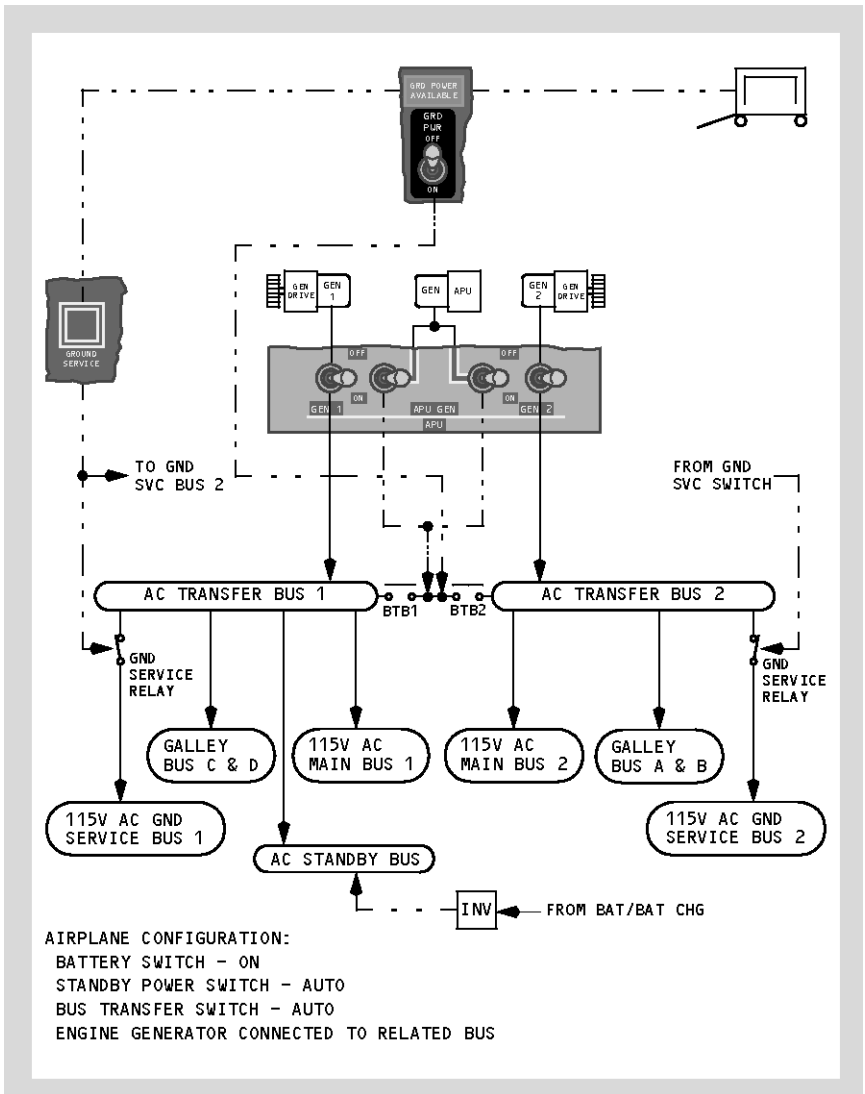 GRD POWER
AVAILABLE
GRD
PWR
OFF
ON
GEN
DRIVE
GEN
1
GEN
APU
GEN
2
GEN
DRIVE
GROUND
SERVICE
OFF
OFF
ON
ON
GEN 1
APU GEN
GEN 2
APU
TO GND
SVC BUS 2
FROM GND
SVC SWITCH
AC TRANSFER BUS 1
BTB1
BTB2
AC TRANSFER BUS 2
GND
SERVICE
RELAY
GND
SERVICE
RELAY
GALLEY
BUS C & D
115V AC
MAIN BUS 1
115V AC
MAIN BUS 2
GALLEY
BUS A & B
115V AC GND
SERVICE BUS 1
115V AC GND
SERVICE BUS 2
AC STANDBY BUS
INV
FROM BAT/BAT CHG
AIRPLANE CONFIGURATION:
BATTERY SWITCH – ON
STANDBY POWER SWITCH – AUTO
BUS TRANSFER SWITCH – AUTO
ENGINE GENERATOR CONNECTED TO RELATED BUS